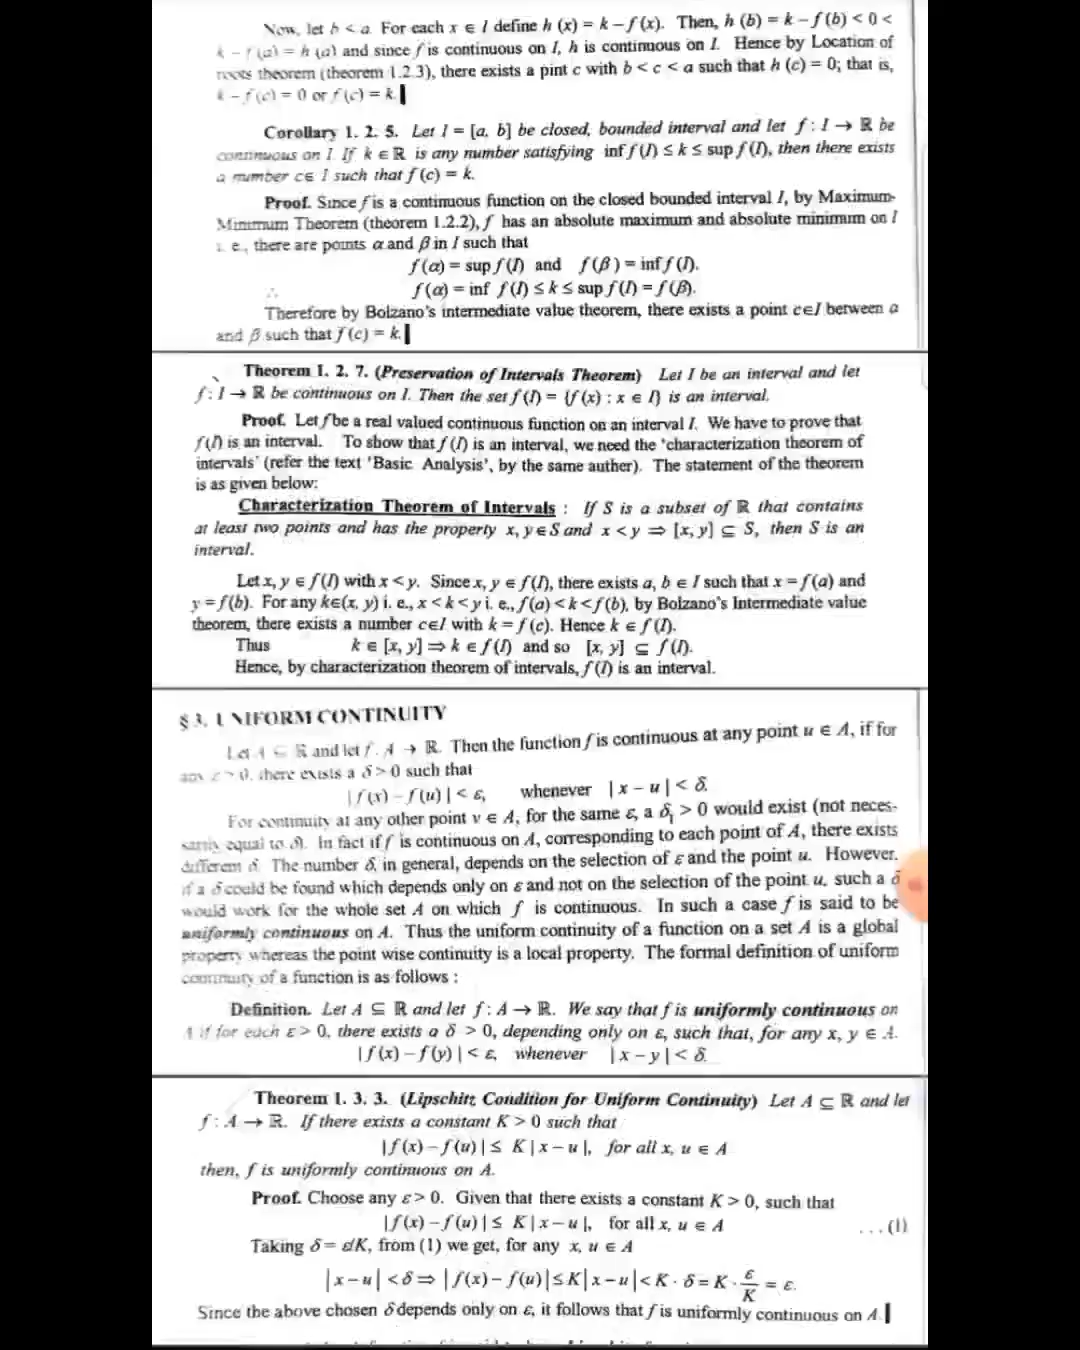 Now, let b < a. For each x ∈ I define h (x) = k – f (x). Then, h (b) = k – f (b) < 0 <
k – f (a) = h (a) and since f is continuous on I, h is continuous on I. Hence by Location of
roots theorem (theorem 1.2.3), there exists a pint c with b < c < a such that h (c) = 0; that is,
k – f (c) = 0 or f (c) = k.▌
Corollary 1. 2. 5. Let I = [a, b] be closed, bounded interval and let f : I → ℝ be
continuous on I. If k ∈ ℝ is any number satisfying inf f (I) ≤ k ≤ sup f (I), then there exists
a number c∈ I such that f (c) = k.
Proof. Since f is a continuous function on the closed bounded interval I, by Maximum-
Minimum Theorem (theorem 1.2.2), f has an absolute maximum and absolute minimum on I
i. e., there are points α and β in I such that
f (α) = sup f (I) and f (β) = inf f (I).
∴ f (α) = inf f (I) ≤ k ≤ sup f (I) = f (β).
Therefore by Bolzano's intermediate value theorem, there exists a point c∈I between α
and β such that f (c) = k.▌
Theorem 1. 2. 7. (Preservation of Intervals Theorem) Let I be an interval and let
f : I → ℝ be continuous on I. Then the set f (I) = {f (x) : x ∈ I} is an interval.
Proof. Let f be a real valued continuous function on an interval I. We have to prove that
f (I) is an interval. To show that f (I) is an interval, we need the 'characterization theorem of
intervals' (refer the text 'Basic Analysis', by the same auther). The statement of the theorem
is as given below:
Characterization Theorem of Intervals : If S is a subset of ℝ that contains
at least two points and has the property x, y ∈ S and x < y ⇒ [x, y] ⊆ S, then S is an
interval.
Let x, y ∈ f (I) with x < y. Since x, y ∈ f (I), there exists a, b ∈ I such that x = f (a) and
y = f (b). For any k∈(x, y) i. e., x < k < y i. e., f (a) < k < f (b), by Bolzano's Intermediate value
theorem, there exists a number c∈I with k = f (c). Hence k ∈ f (I).
Thus k ∈ [x, y] ⇒ k ∈ f (I) and so [x, y] ⊆ f (I).
Hence, by characterization theorem of intervals, f (I) is an interval.
§ 3. UNIFORM CONTINUITY
Let A ⊆ ℝ and let f : A → ℝ. Then the function f is continuous at any point u ∈ A, if for
any ε > 0, there exists a δ > 0 such that
| f (x) – f (u) | < ε, whenever | x – u | < δ.
For continuity at any other point v ∈ A, for the same ε, a δ₁ > 0 would exist (not neces-
sarily equal to δ). In fact if f is continuous on A, corresponding to each point of A, there exists
different δ. The number δ, in general, depends on the selection of ε and the point u. However,
if a δ could be found which depends only on ε and not on the selection of the point u, such a δ
would work for the whole set A on which f is continuous. In such a case f is said to be
uniformly continuous on A. Thus the uniform continuity of a function on a set A is a global
property whereas the point wise continuity is a local property. The formal definition of uniform
continuity of a function is as follows :
Definition. Let A ⊆ ℝ and let f : A → ℝ. We say that f is uniformly continuous on
A if for each ε > 0, there exists a δ > 0, depending only on ε, such that, for any x, y ∈ A.
| f (x) – f (y) | < ε, whenever | x – y | < δ.
Theorem 1. 3. 3. (Lipschitz Condition for Uniform Continuity) Let A ⊆ ℝ and let
f : A → ℝ. If there exists a constant K > 0 such that
| f (x) – f (u) | ≤ K | x – u |, for all x, u ∈ A
then, f is uniformly continuous on A.
Proof. Choose any ε > 0. Given that there exists a constant K > 0, such that
| f (x) – f (u) | ≤ K | x – u |, for all x, u ∈ A ... (1)
Taking δ = ε/K, from (1) we get, for any x, u ∈ A
| x – u | < δ ⇒ | f (x) – f (u) | ≤ K | x – u | < K · δ = K · ε/K = ε.
Since the above chosen δ depends only on ε, it follows that f is uniformly continuous on A.▌